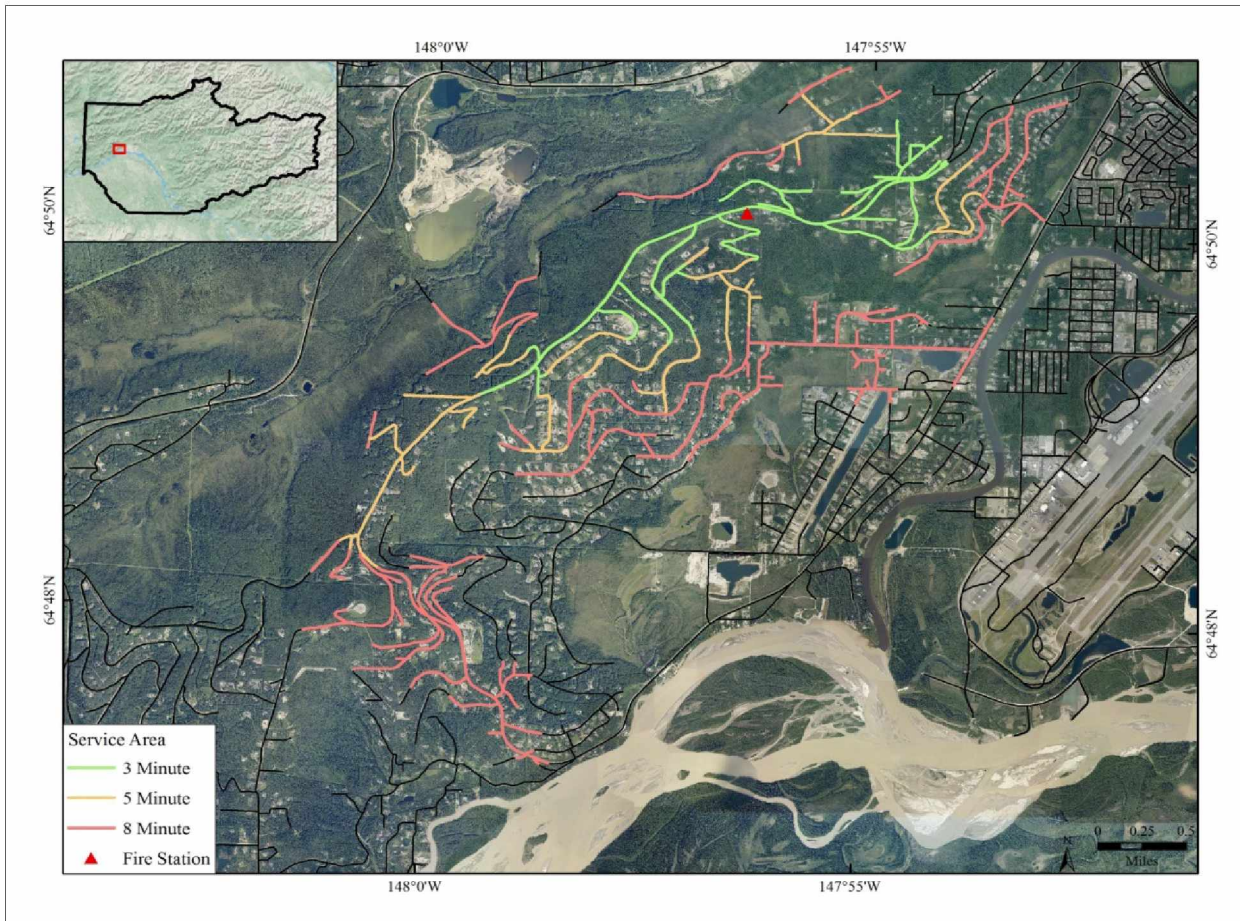 148°0'W
147°55'W
64°50'N
64°50'N
64°48'N
64°48'N
Service Area
3 Minute
5 Minute
8 Minute
Fire Station
0 0.25 0.5
Miles
N
148°0'W
147°55'W